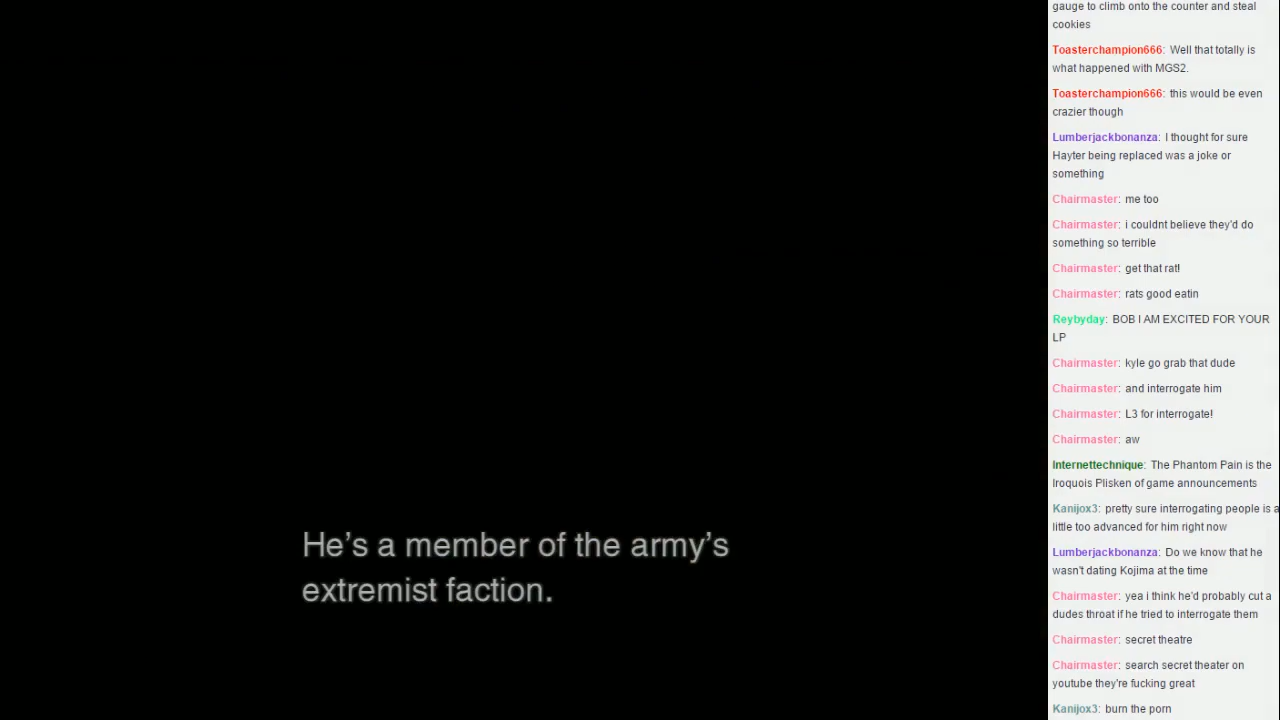 He's a member of the army's
extremist faction.
gauge to climb onto the counter and steal
cookies
Toasterchampion666: Well that totally is
what happened with MGS2.
Toasterchampion666: this would be even
crazier though
Lumberjackbonanza: I thought for sure
Hayter being replaced was a joke or
something
Chairmaster: me too
Chairmaster: i couldnt believe they'd do
something so terrible
Chairmaster: get that rat!
Chairmaster: rats good eatin
Reybyday: BOB I AM EXCITED FOR YOUR
LP
Chairmaster: kyle go grab that dude
Chairmaster: and interrogate him
Chairmaster: L3 for interrogate!
Chairmaster: aw
Internettechnique: The Phantom Pain is the
Iroquois Plisken of game announcements
Kanijox3: pretty sure interrogating people is a
little too advanced for him right now
Lumberjackbonanza: Do we know that he
wasn't dating Kojima at the time
Chairmaster: yea i think he'd probably cut a
dudes throat if he tried to interrogate them
Chairmaster: secret theatre
Chairmaster: search secret theater on
youtube they're fucking great
Kanijox3: burn the porn